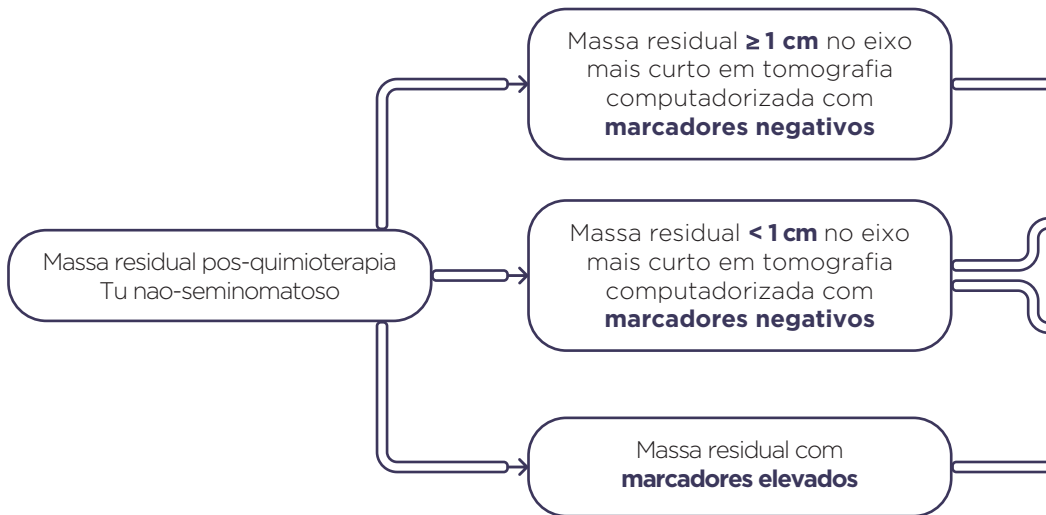 Massa residual ≥ 1 cm no eixo
mais curto em tomografia
computadorizada com
marcadores negativos
Massa residual pos-quimioterapia
Tu nao-seminomatoso
Massa residual < 1 cm no eixo
mais curto em tomografia
computadorizada com
marcadores negativos
Massa residual com
marcadores elevados